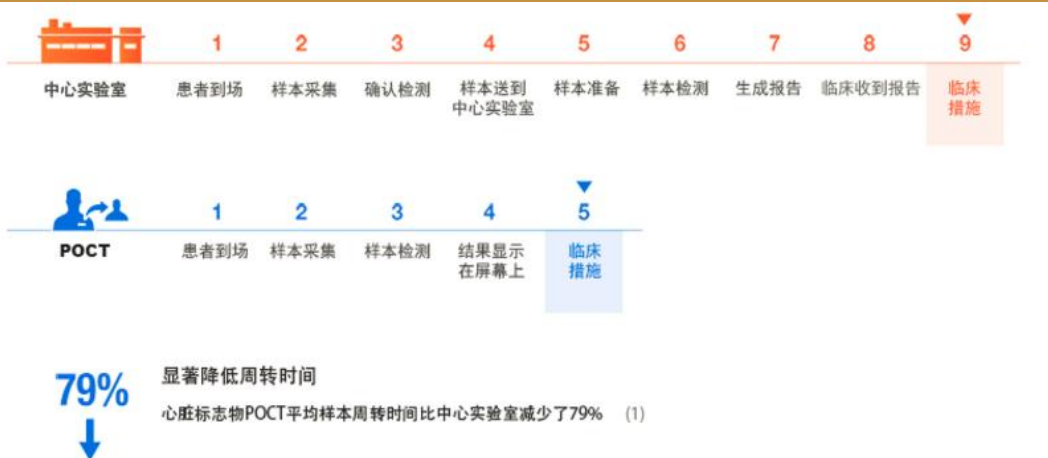 1 2 3 4 5 6 7 8 9
中心实验室 患者到场 样本采集 确认检测 样本送到 样本准备 样本检测 生成报告 临床收到报告 临床
中心实验室 措施
1 2 3 4 5
POCT 患者到场 样本采集 样本检测 结果显示 临床
在屏幕上 措施
79% 显著降低周转时间
心脏标志物POCT平均样本周转时间比中心实验室减少了79% (1)